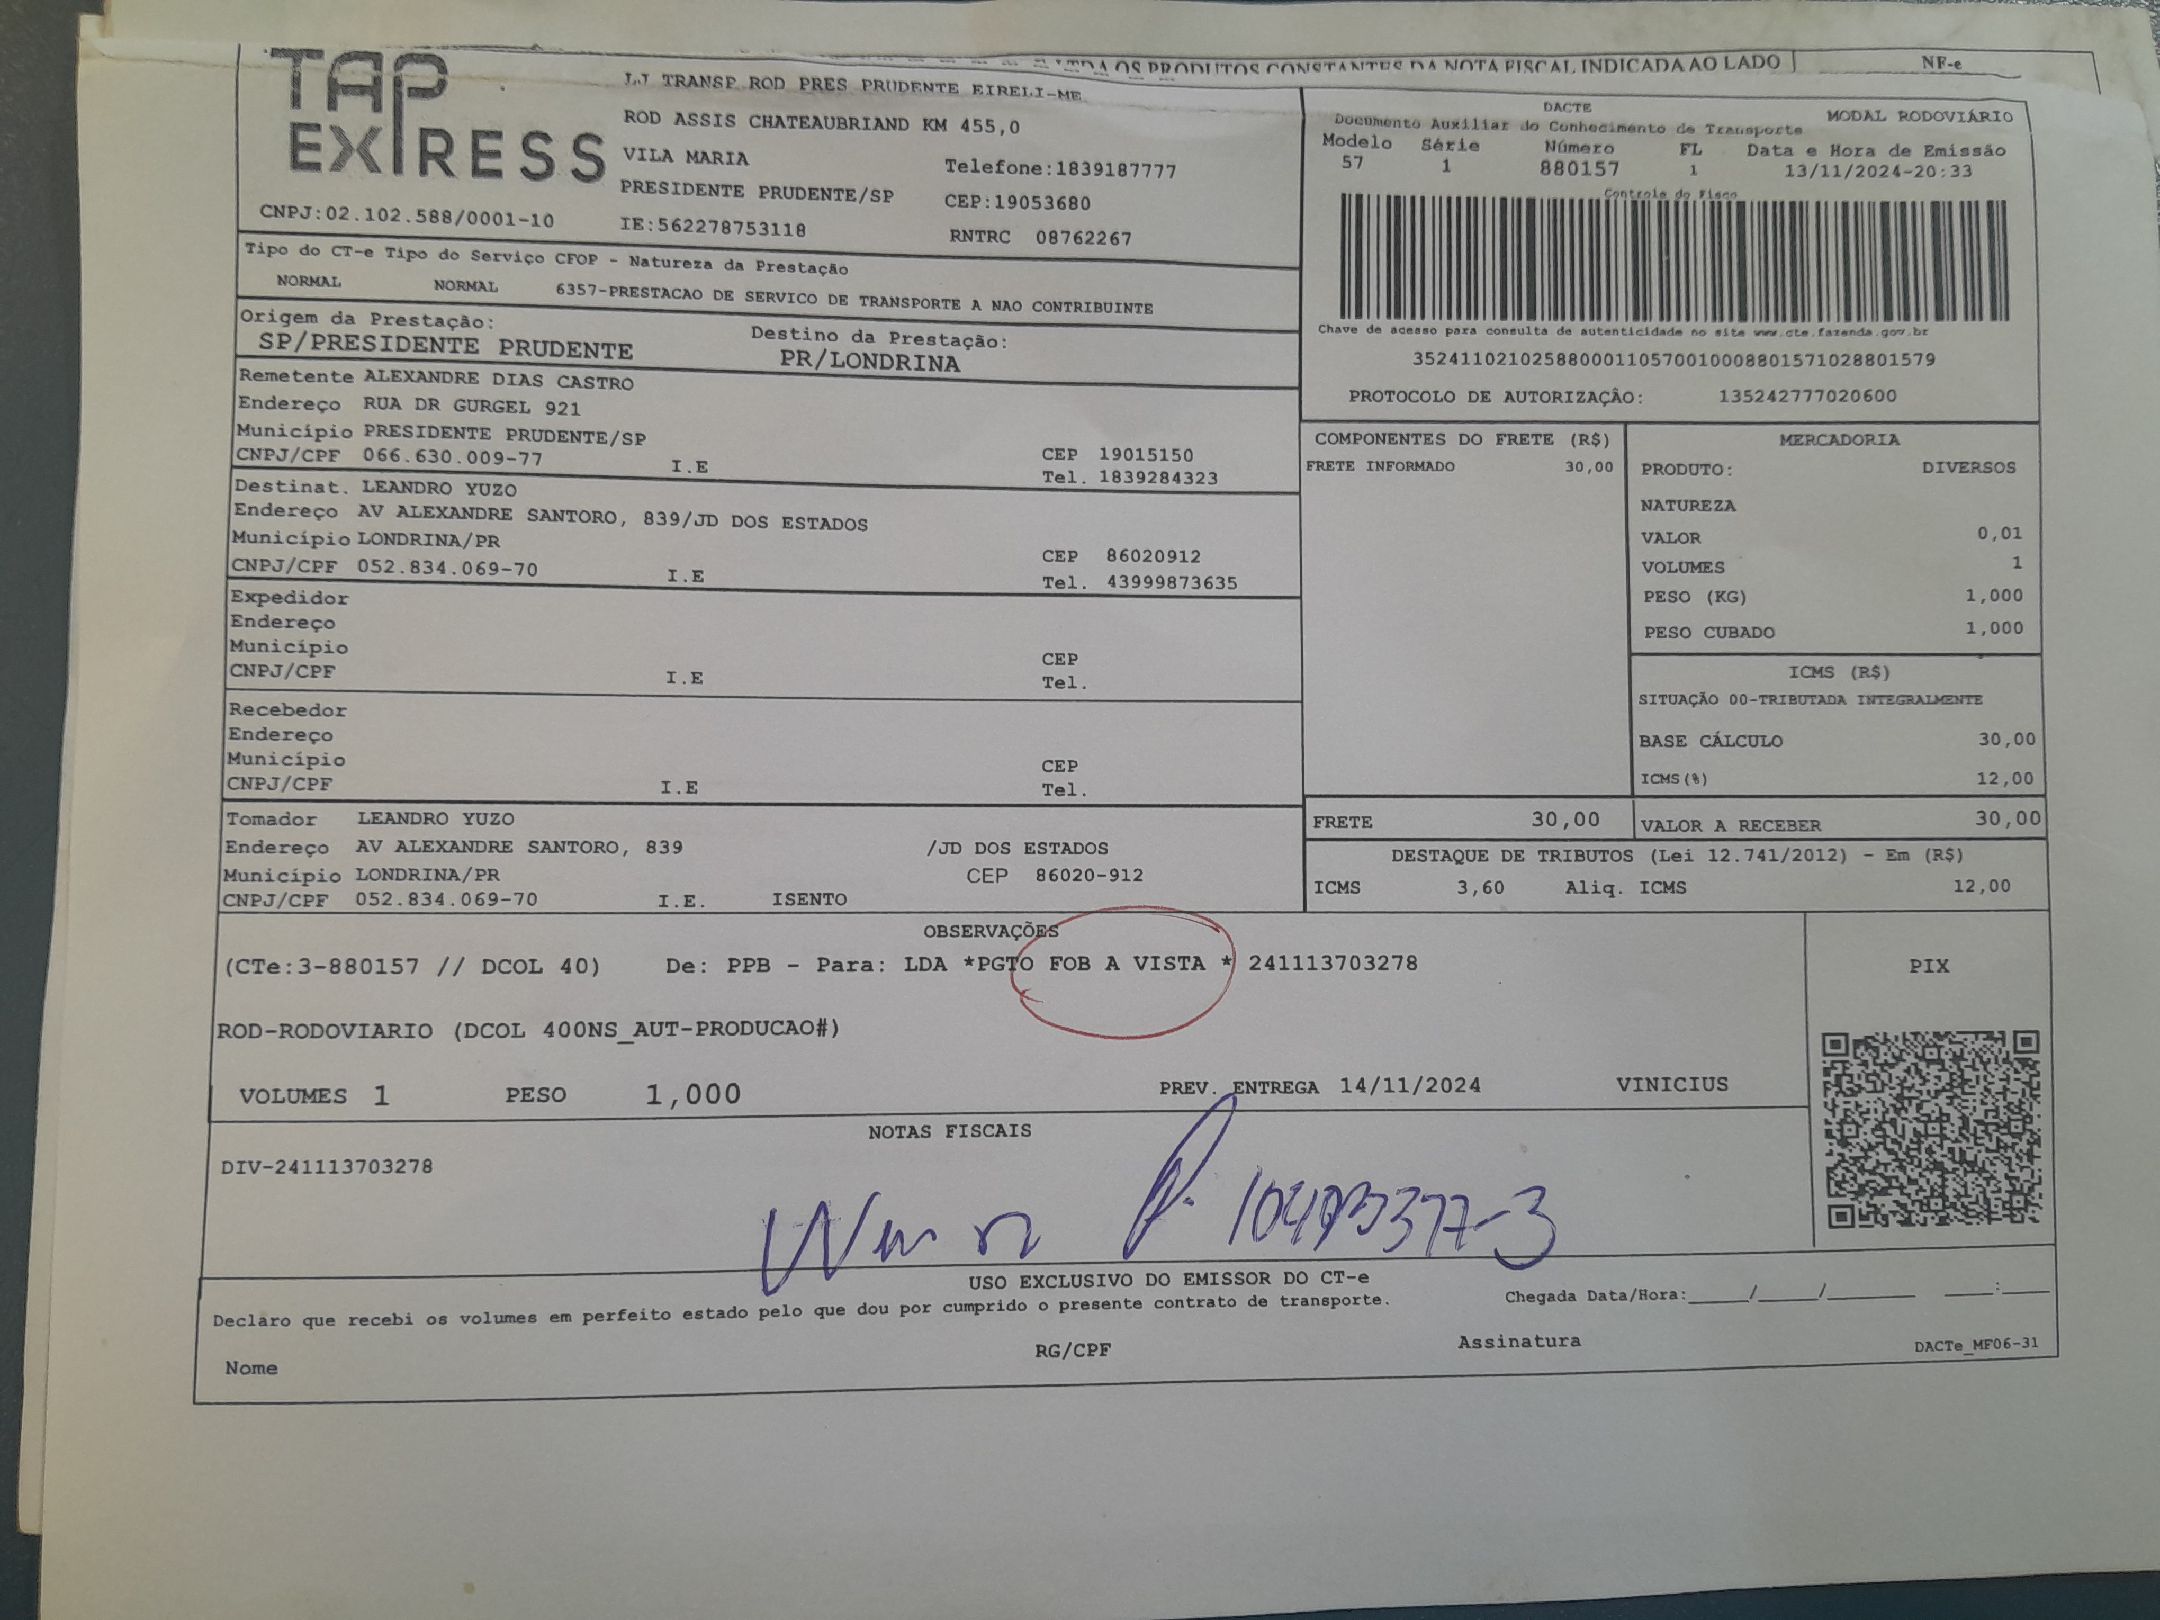 OS PRODUTOS CONSTANTES DA NOTA FISCAL INDICADA AO LADO
NF-e
TAP
EXPRESS
LJ TRANSP ROD PRES PRUDENTE EIRELI-ME
ROD ASSIS CHATEAUBRIAND KM 455,0
VILA MARIA
Telefone:1839187777
PRESIDENTE PRUDENTE/SP
CEP:19053680
CNPJ:02.102.588/0001-10
IE:562278753118
RNTRC 08762267
DACTE
MODAL RODOVIÁRIO
Documento Auxiliar do Conhecimento de Transporte
Modelo Série Número FL Data e Hora de Emissão
57 1 880157 1 13/11/2024-20:33
Controle do Fisco
Chave de acesso para consulta de autenticidade no site www.cte.fazenda.gov.br
35241102102588000110570010008801571028801579
PROTOCOLO DE AUTORIZAÇÃO: 135242777020600
Tipo do CT-e Tipo do Serviço CFOP - Natureza da Prestação
NORMAL NORMAL 6357-PRESTACAO DE SERVICO DE TRANSPORTE A NAO CONTRIBUINTE
Origem da Prestação: Destino da Prestação:
SP/PRESIDENTE PRUDENTE PR/LONDRINA
Remetente ALEXANDRE DIAS CASTRO
Endereço RUA DR GURGEL 921
Município PRESIDENTE PRUDENTE/SP CEP 19015150
CNPJ/CPF 066.630.009-77 I.E Tel. 1839284323
Destinat. LEANDRO YUZO
Endereço AV ALEXANDRE SANTORO, 839/JD DOS ESTADOS
Município LONDRINA/PR CEP 86020912
CNPJ/CPF 052.834.069-70 I.E Tel. 43999873635
Expedidor
Endereço
Município CEP
CNPJ/CPF I.E Tel.
Recebedor
Endereço
Município CEP
CNPJ/CPF I.E Tel.
Tomador LEANDRO YUZO
Endereço AV ALEXANDRE SANTORO, 839 /JD DOS ESTADOS
Município LONDRINA/PR CEP 86020-912
CNPJ/CPF 052.834.069-70 I.E. ISENTO
COMPONENTES DO FRETE (R$)
FRETE INFORMADO 30,00
MERCADORIA
PRODUTO: DIVERSOS
NATUREZA
VALOR 0,01
VOLUMES 1
PESO (KG) 1,000
PESO CUBADO 1,000
ICMS (R$)
SITUAÇÃO 00-TRIBUTADA INTEGRALMENTE
BASE CÁLCULO 30,00
ICMS(%) 12,00
FRETE 30,00 VALOR A RECEBER 30,00
DESTAQUE DE TRIBUTOS (Lei 12.741/2012) - Em (R$)
ICMS 3,60 Aliq. ICMS 12,00
OBSERVAÇÕES
(CTe:3-880157 // DCOL 40) De: PPB - Para: LDA *PGTO FOB A VISTA * 241113703278
ROD-RODOVIARIO (DCOL 400NS_AUT-PRODUCAO#)
VOLUMES 1 PESO 1,000 PREV. ENTREGA 14/11/2024 VINICIUS
PIX
NOTAS FISCAIS
DIV-241113703278
USO EXCLUSIVO DO EMISSOR DO CT-e
Declaro que recebi os volumes em perfeito estado pelo que dou por cumprido o presente contrato de transporte.
Chegada Data/Hora:____/____/______ ___:___
Nome RG/CPF Assinatura DACTe_MF06-31